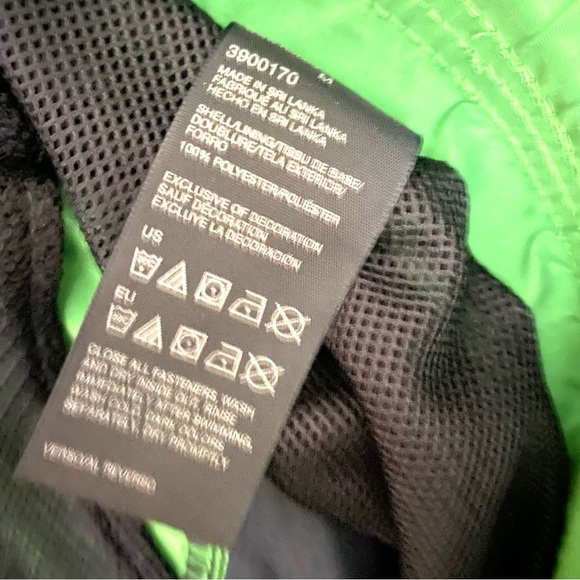 3900170 M
MADE IN SRI LANKA
FABRIQUÉ AU SRI LANKA
HECHO EN SRI LANKA
SHELL/LINING/TISSU DE BASE/
DOUBLURE/TELA EXTERIOR/
FORRO
100% POLYESTER/POLIÉSTER
EXCLUSIVE OF DECORATION
SAUF DÉCORATION
EXCLUYE LA DECORACIÓN
US
EU
30C
CLOSE ALL FASTENERS, WASH
AND DRY INSIDE OUT, RINSE
IMMEDIATELY AFTER SWIMMING,
WASH COLD, DARK COLORS
SEPARATELY, DRY PROMPTLY
VERSO/AL REVERSO